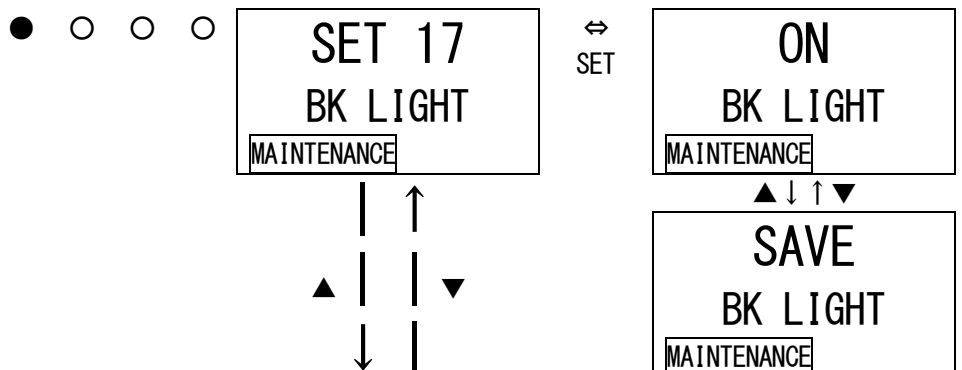 ● ○ ○ ○
SET 17
BK LIGHT
MAINTENANCE
⇔
SET
ON
BK LIGHT
MAINTENANCE
▲↓↑▼
SAVE
BK LIGHT
MAINTENANCE
▲ ↓ ↑ ▼